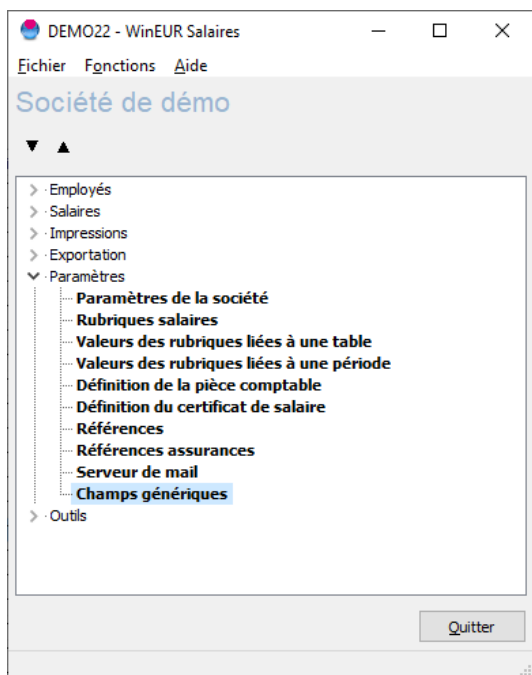 DEMO22 - WinEUR Salaires
Fichier Fonctions Aide
Société de démo
Employés
Salaires
Impressions
Exportation
Paramètres
Paramètres de la société
Rubriques salaires
Valeurs des rubriques liées à une table
Valeurs des rubriques liées à une période
Définition de la pièce comptable
Définition du certificat de salaire
Références
Références assurances
Serveur de mail
Champs génériques
Outils
Quitter